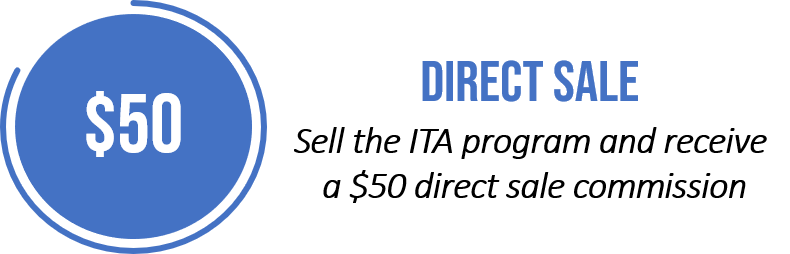 $50
DIRECT SALE
Sell the ITA program and receive
a $50 direct sale commission